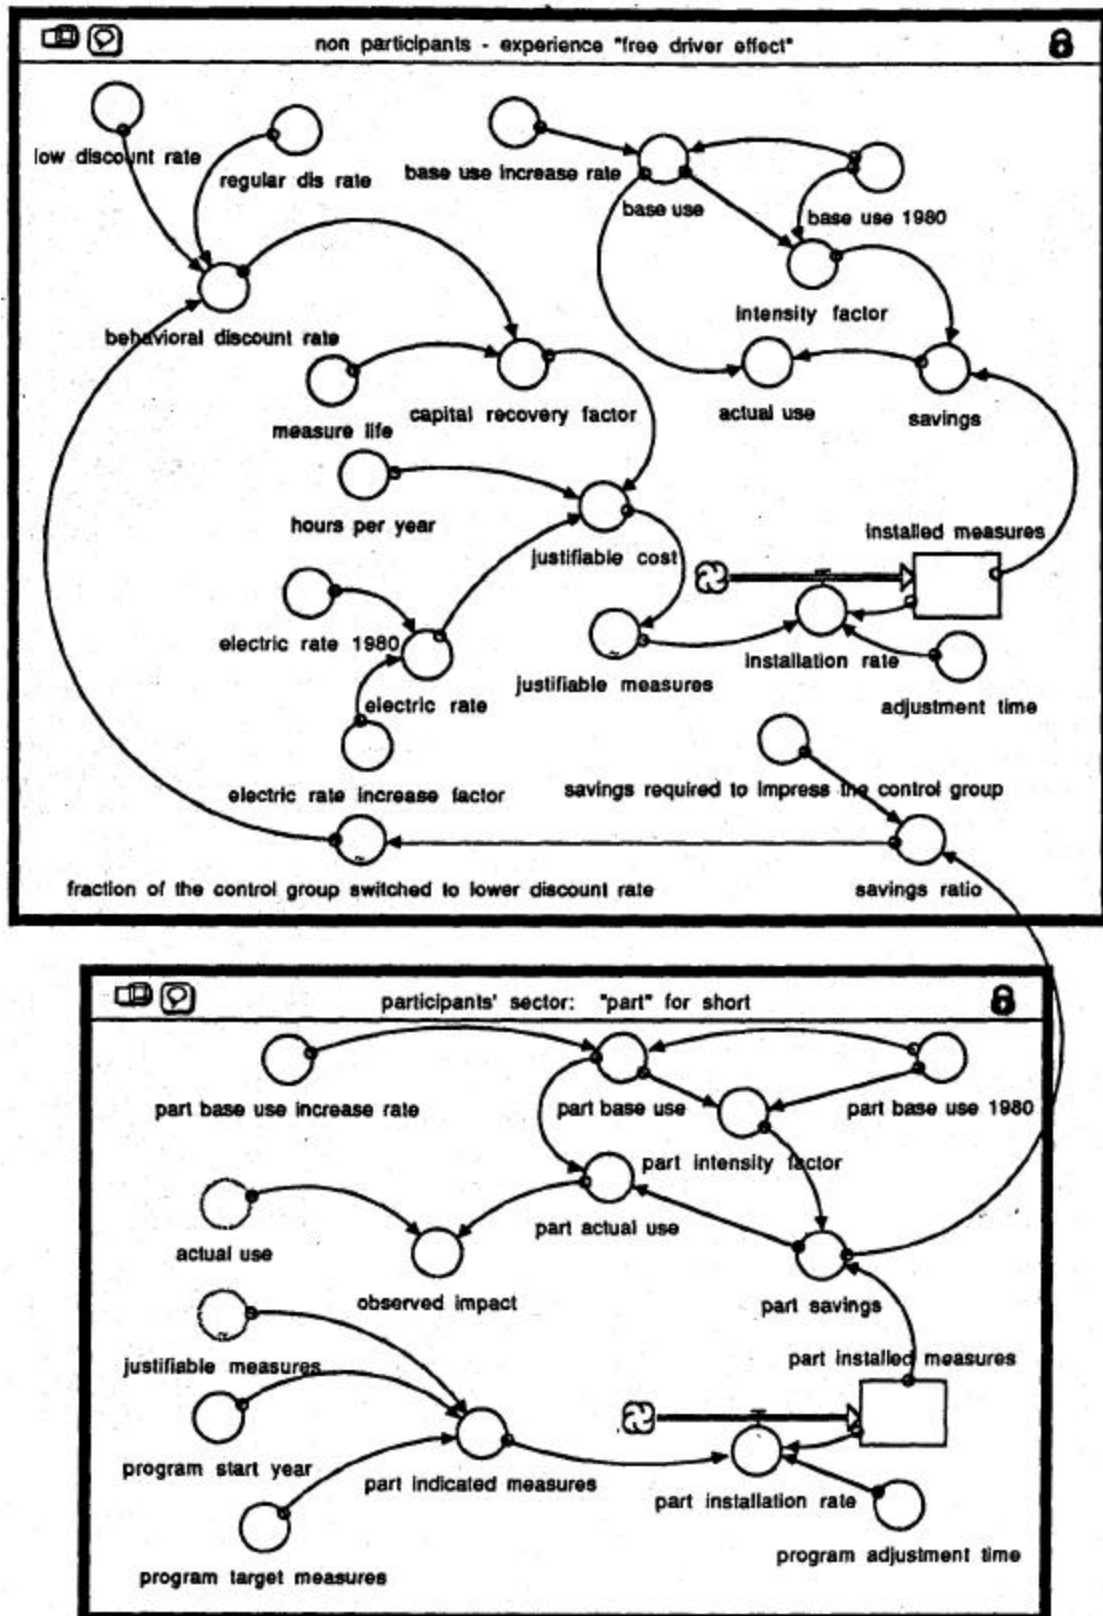 non participants - experience "free driver effect"
low discount rate
regular dis rate
base use increase rate
base use
base use 1980
intensity factor
behavioral discount rate
measure life
capital recovery factor
actual use
savings
hours per year
justifiable cost
installed measures
electric rate 1980
installation rate
justifiable measures
electric rate
adjustment time
electric rate increase factor
savings required to impress the control group
fraction of the control group switched to lower discount rate
savings ratio
participants' sector: "part" for short
part base use increase rate
part base use
part base use 1980
part intensity factor
actual use
part actual use
observed impact
part savings
justifiable measures
part installed measures
program start year
part indicated measures
part installation rate
program adjustment time
program target measures